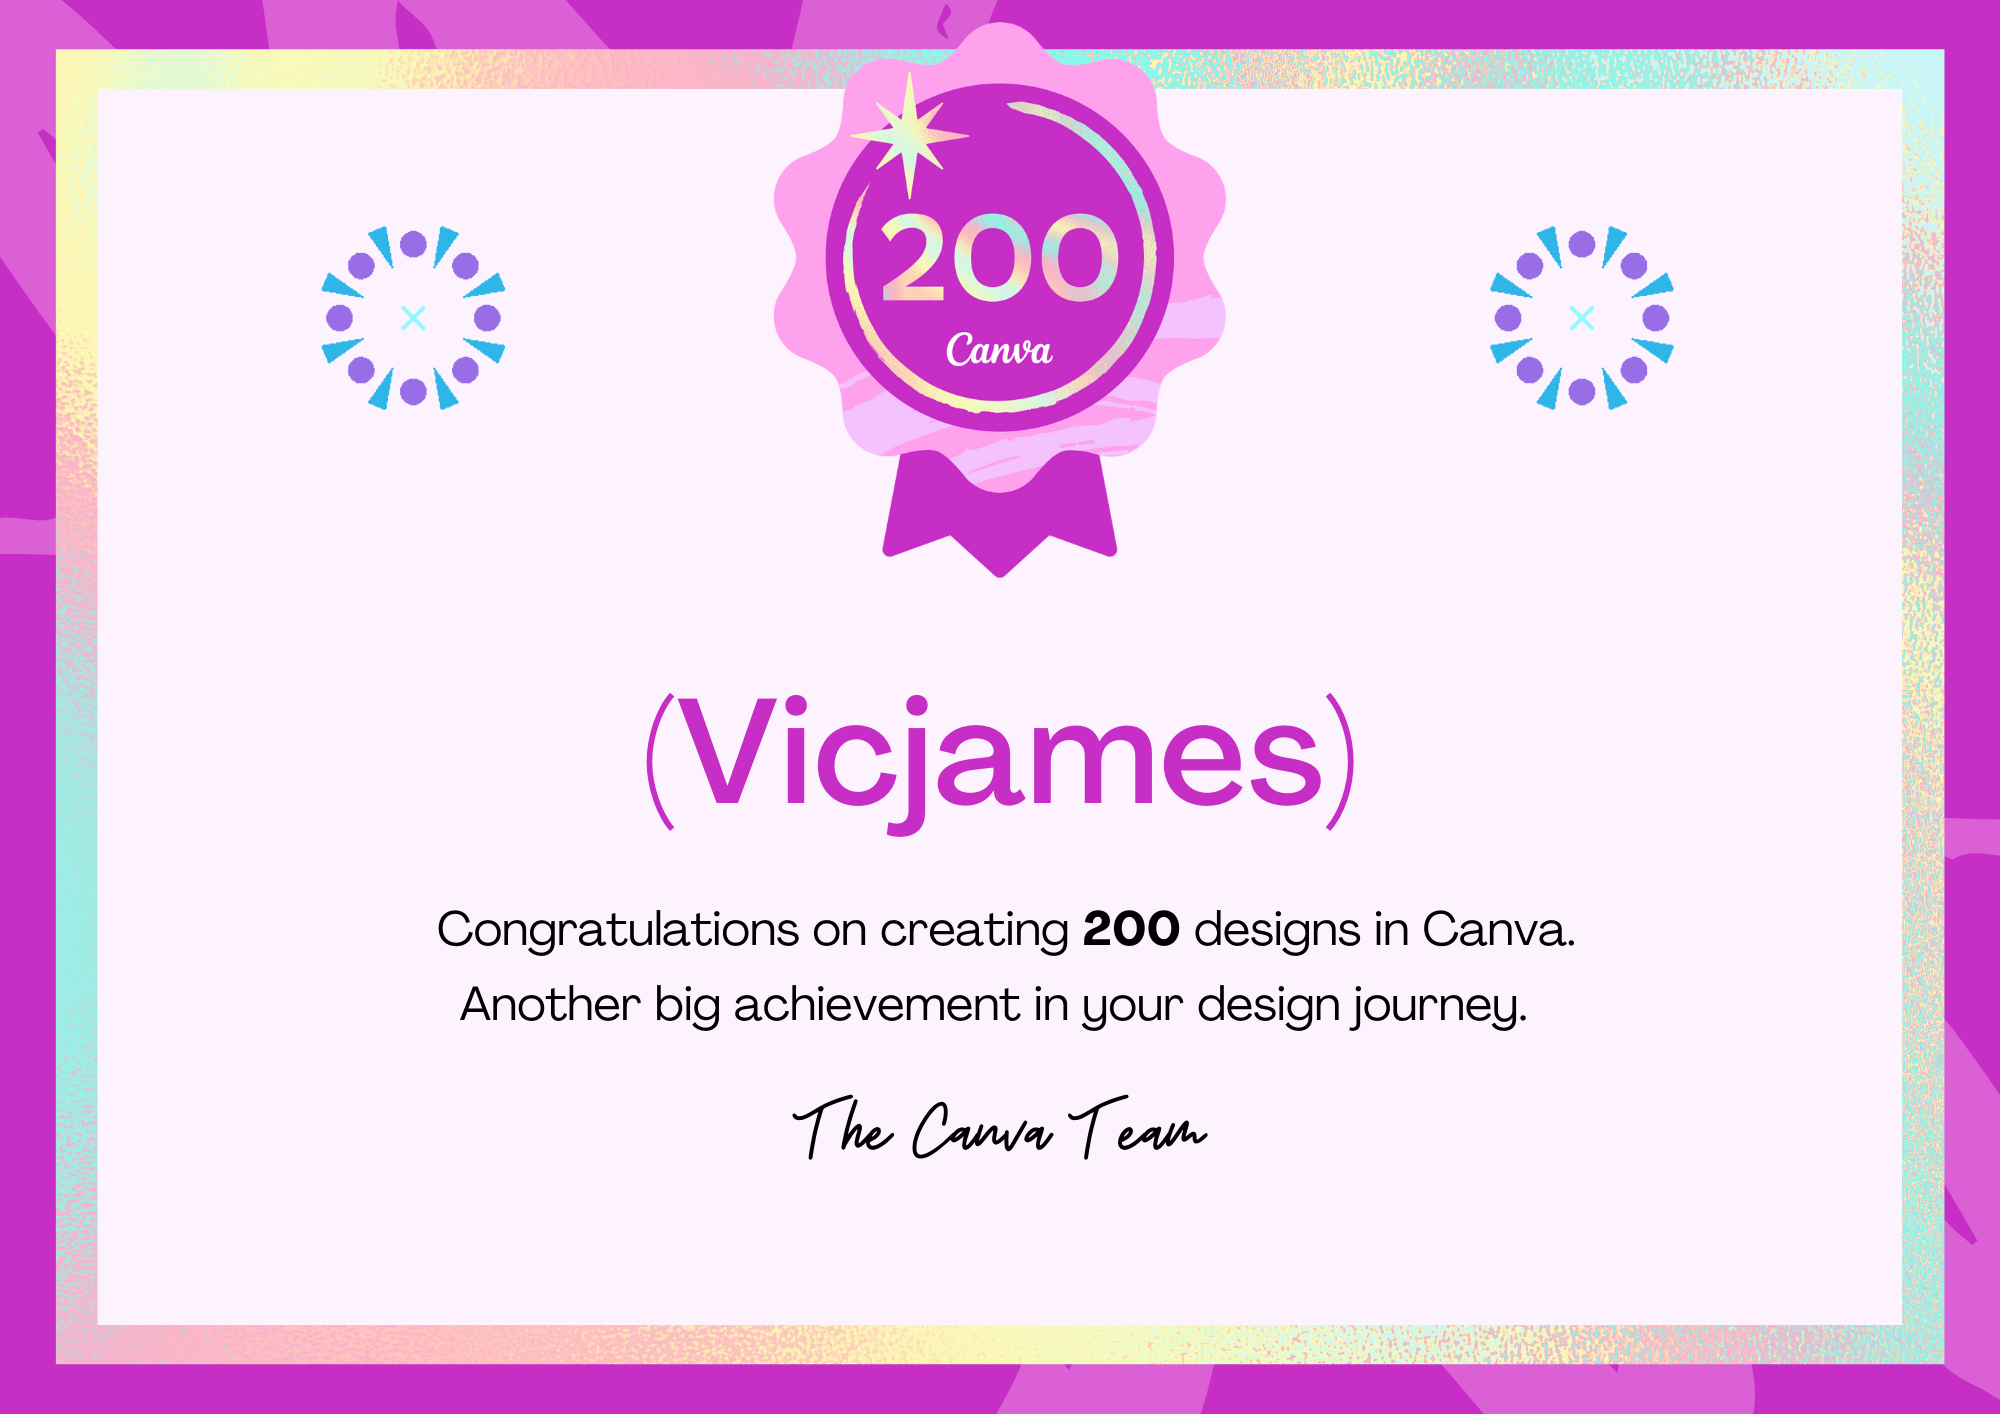 200
Canva
(Vicjames)
Congratulations on creating 200 designs in Canva.
Another big achievement in your design journey.
The Canva Team